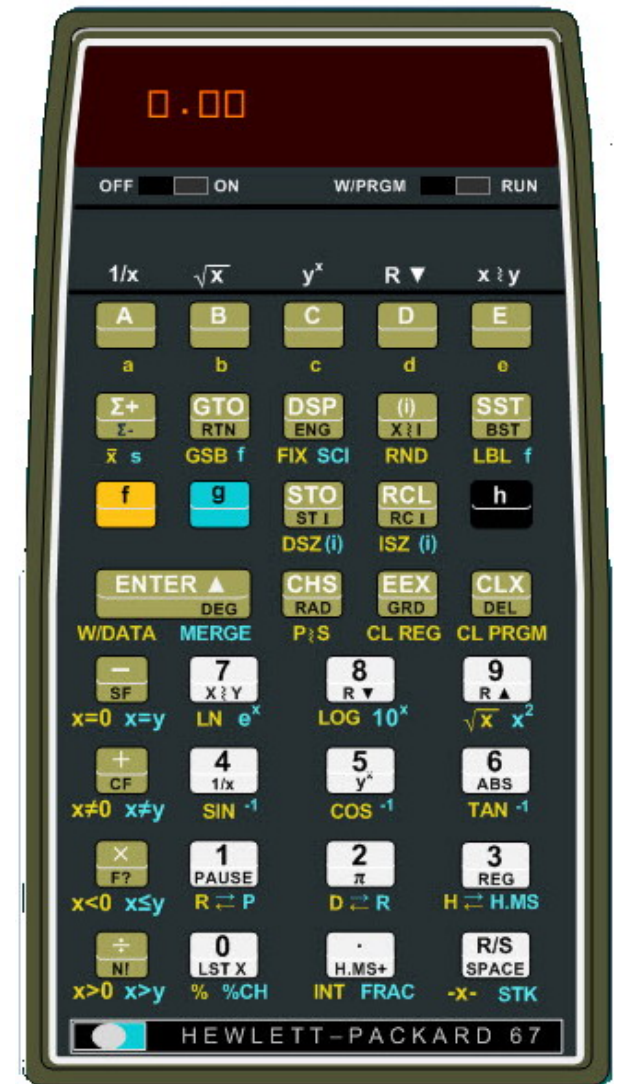 0.00
OFF ON W/PRGM RUN
1/x √x yˣ R ▼ x≷y
A B C D E
a b c d e
Σ+ GTO DSP (i) SST
Σ- RTN ENG X≷I BST
x̄ s GSB f FIX SCI RND LBL f
f g STO RCL h
ST I RC I
DSZ (i) ISZ (i)
ENTER ▲ CHS EEX CLX
DEG RAD GRD DEL
W/DATA MERGE P≷S CL REG CL PRGM
− 7 8 9
SF X≷Y R ▼ R ▲
x=0 x=y LN eˣ LOG 10ˣ √x x²
+ 4 5 6
CF 1/x yˣ ABS
x≠0 x≠y SIN -1 COS -1 TAN -1
× 1 2 3
F? PAUSE π REG
x<0 x≤y R ⇄ P D ⇄ R H ⇄ H.MS
÷ 0 · R/S
N! LST X H.MS+ SPACE
x>0 x>y % %CH INT FRAC -x- STK
HEWLETT–PACKARD 67